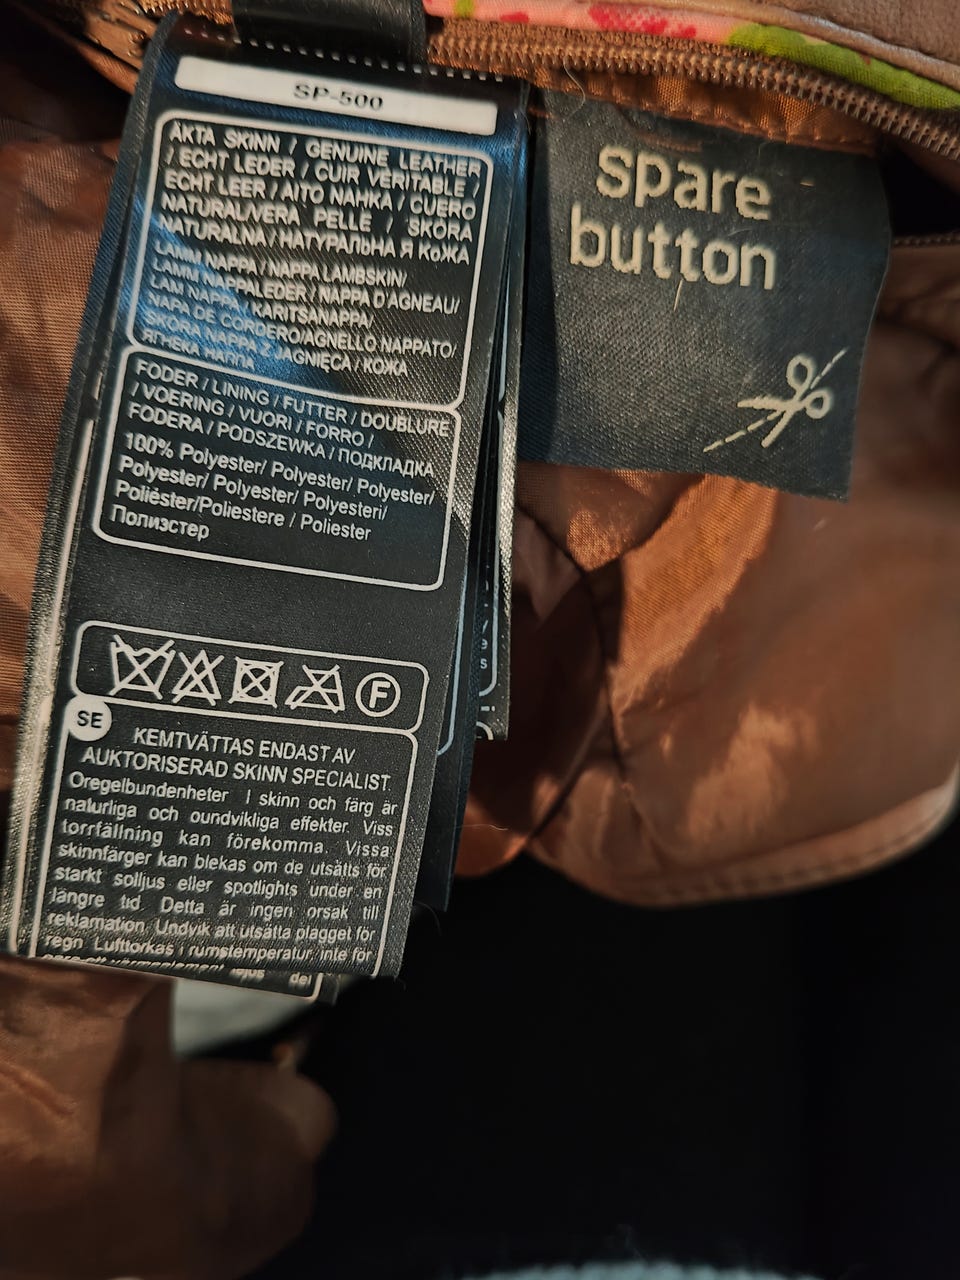 SP-500
ÄKTA SKINN / GENUINE LEATHER
/ ECHT LEDER / CUIR VÉRITABLE /
ECHT LEER / AITO NAHKA / CUERO
NATURAL/VERA PELLE / SKÓRA
NATURALNA / НАТУРАЛЬНА Я КОЖА
LAMM NAPPA / NAPPA LAMBSKIN/
LAMM NAPPALEDER / NAPPA D'AGNEAU/
LAM NAPPA / KARITSANAPPA/
NAPA DE CORDERO/AGNELLO NAPPATO/
SKÓRA NAPPA Z JAGNIĘCA / КОЖА
ЯГНЕКА НАППА
FODER / LINING / FUTTER / DOUBLURE
/ VOERING / VUORI / FORRO /
FODERA / PODSZEWKA / ПОДКЛАДКА
100% Polyester/ Polyester/ Polyester/
Polyester/ Polyester/ Polyesteri/
Poliéster/Poliestere / Poliester
Полиэстер
F
SE
KEMTVÄTTAS ENDAST AV
AUKTORISERAD SKINN SPECIALIST.
Oregelbundenheter I skinn och färg är
naturliga och oundvikliga effekter. Viss
torrfällning kan förekomma. Vissa
skinnfärger kan blekas om de utsätts för
starkt solljus eller spotlights under en
längre tid. Detta är ingen orsak till
reklamation. Undvik att utsätta plagget för
regn. Lufttorkas i rumstemperatur, inte för
del
spare
button